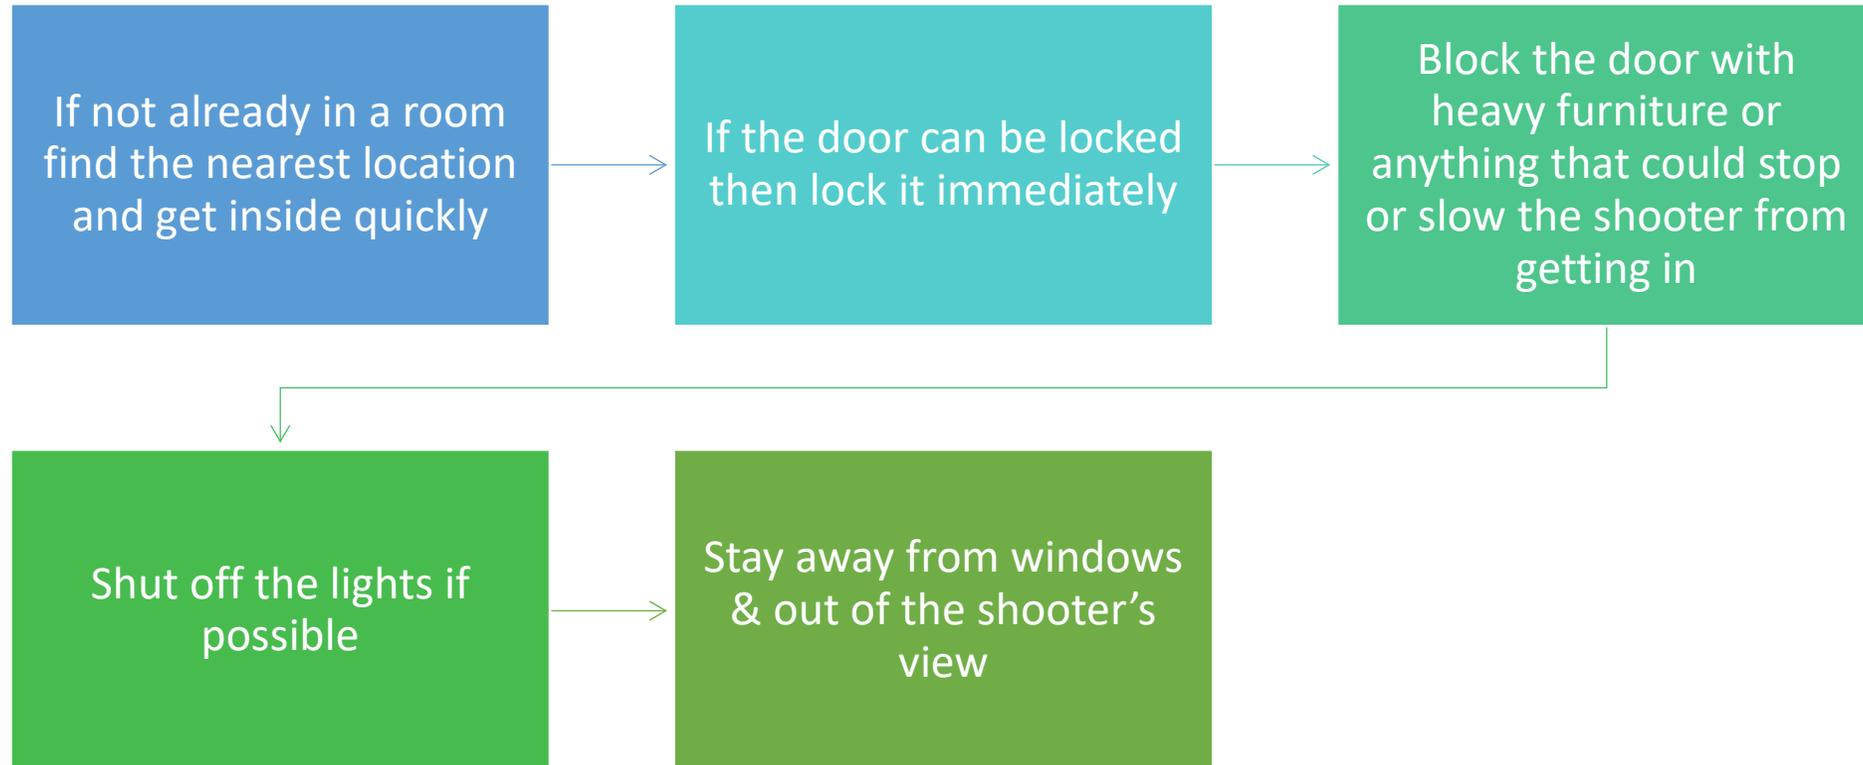 If not already in a room
find the nearest location
and get inside quickly
If the door can be locked
then lock it immediately
Block the door with
heavy furniture or
anything that could stop
or slow the shooter from
getting in
Shut off the lights if
possible
Stay away from windows
& out of the shooter’s
view